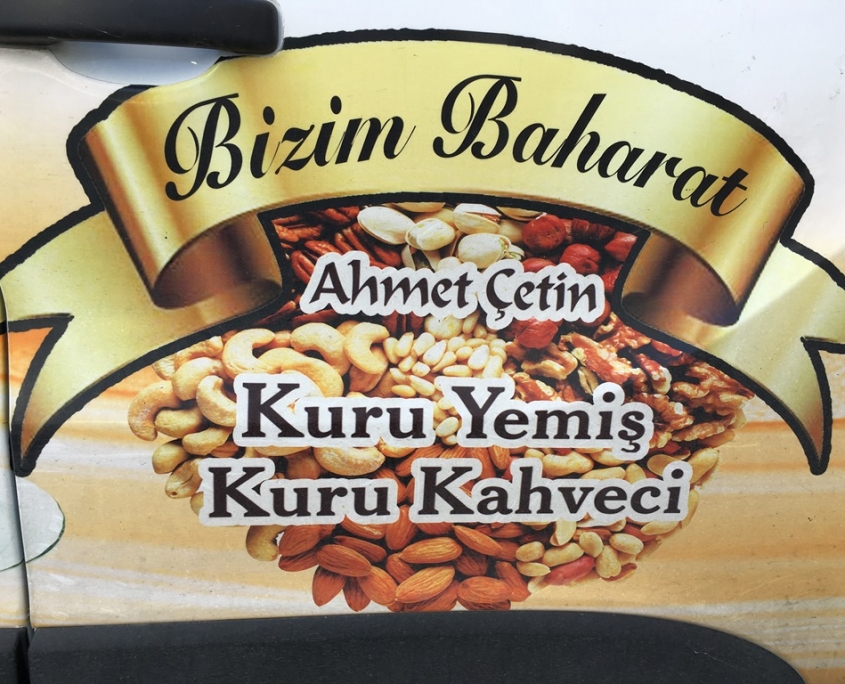 Bizim Baharat
Ahmet Çetin
Kuru Yemiş
Kuru Kahveci